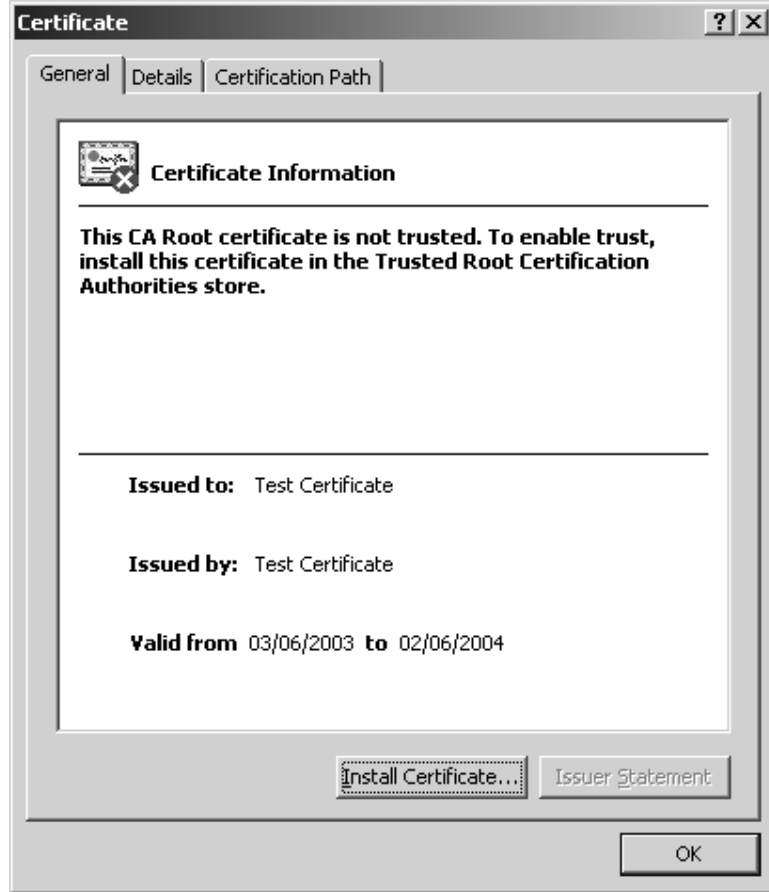 Certificate
General Details Certification Path
Certificate Information
This CA Root certificate is not trusted. To enable trust,
install this certificate in the Trusted Root Certification
Authorities store.
Issued to: Test Certificate
Issued by: Test Certificate
Valid from 03/06/2003 to 02/06/2004
Install Certificate... Issuer Statement
OK